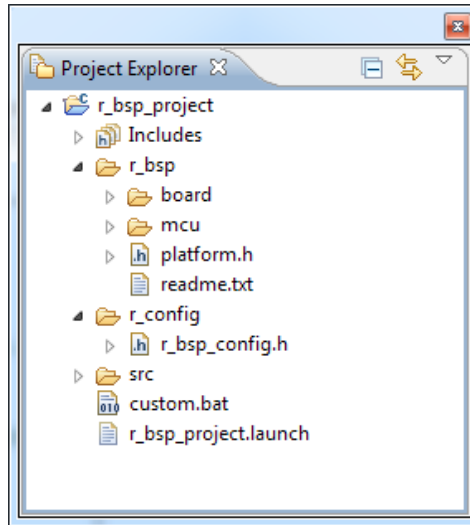 Project Explorer
r_bsp_project
Includes
r_bsp
board
mcu
platform.h
readme.txt
r_config
r_bsp_config.h
src
custom.bat
r_bsp_project.launch